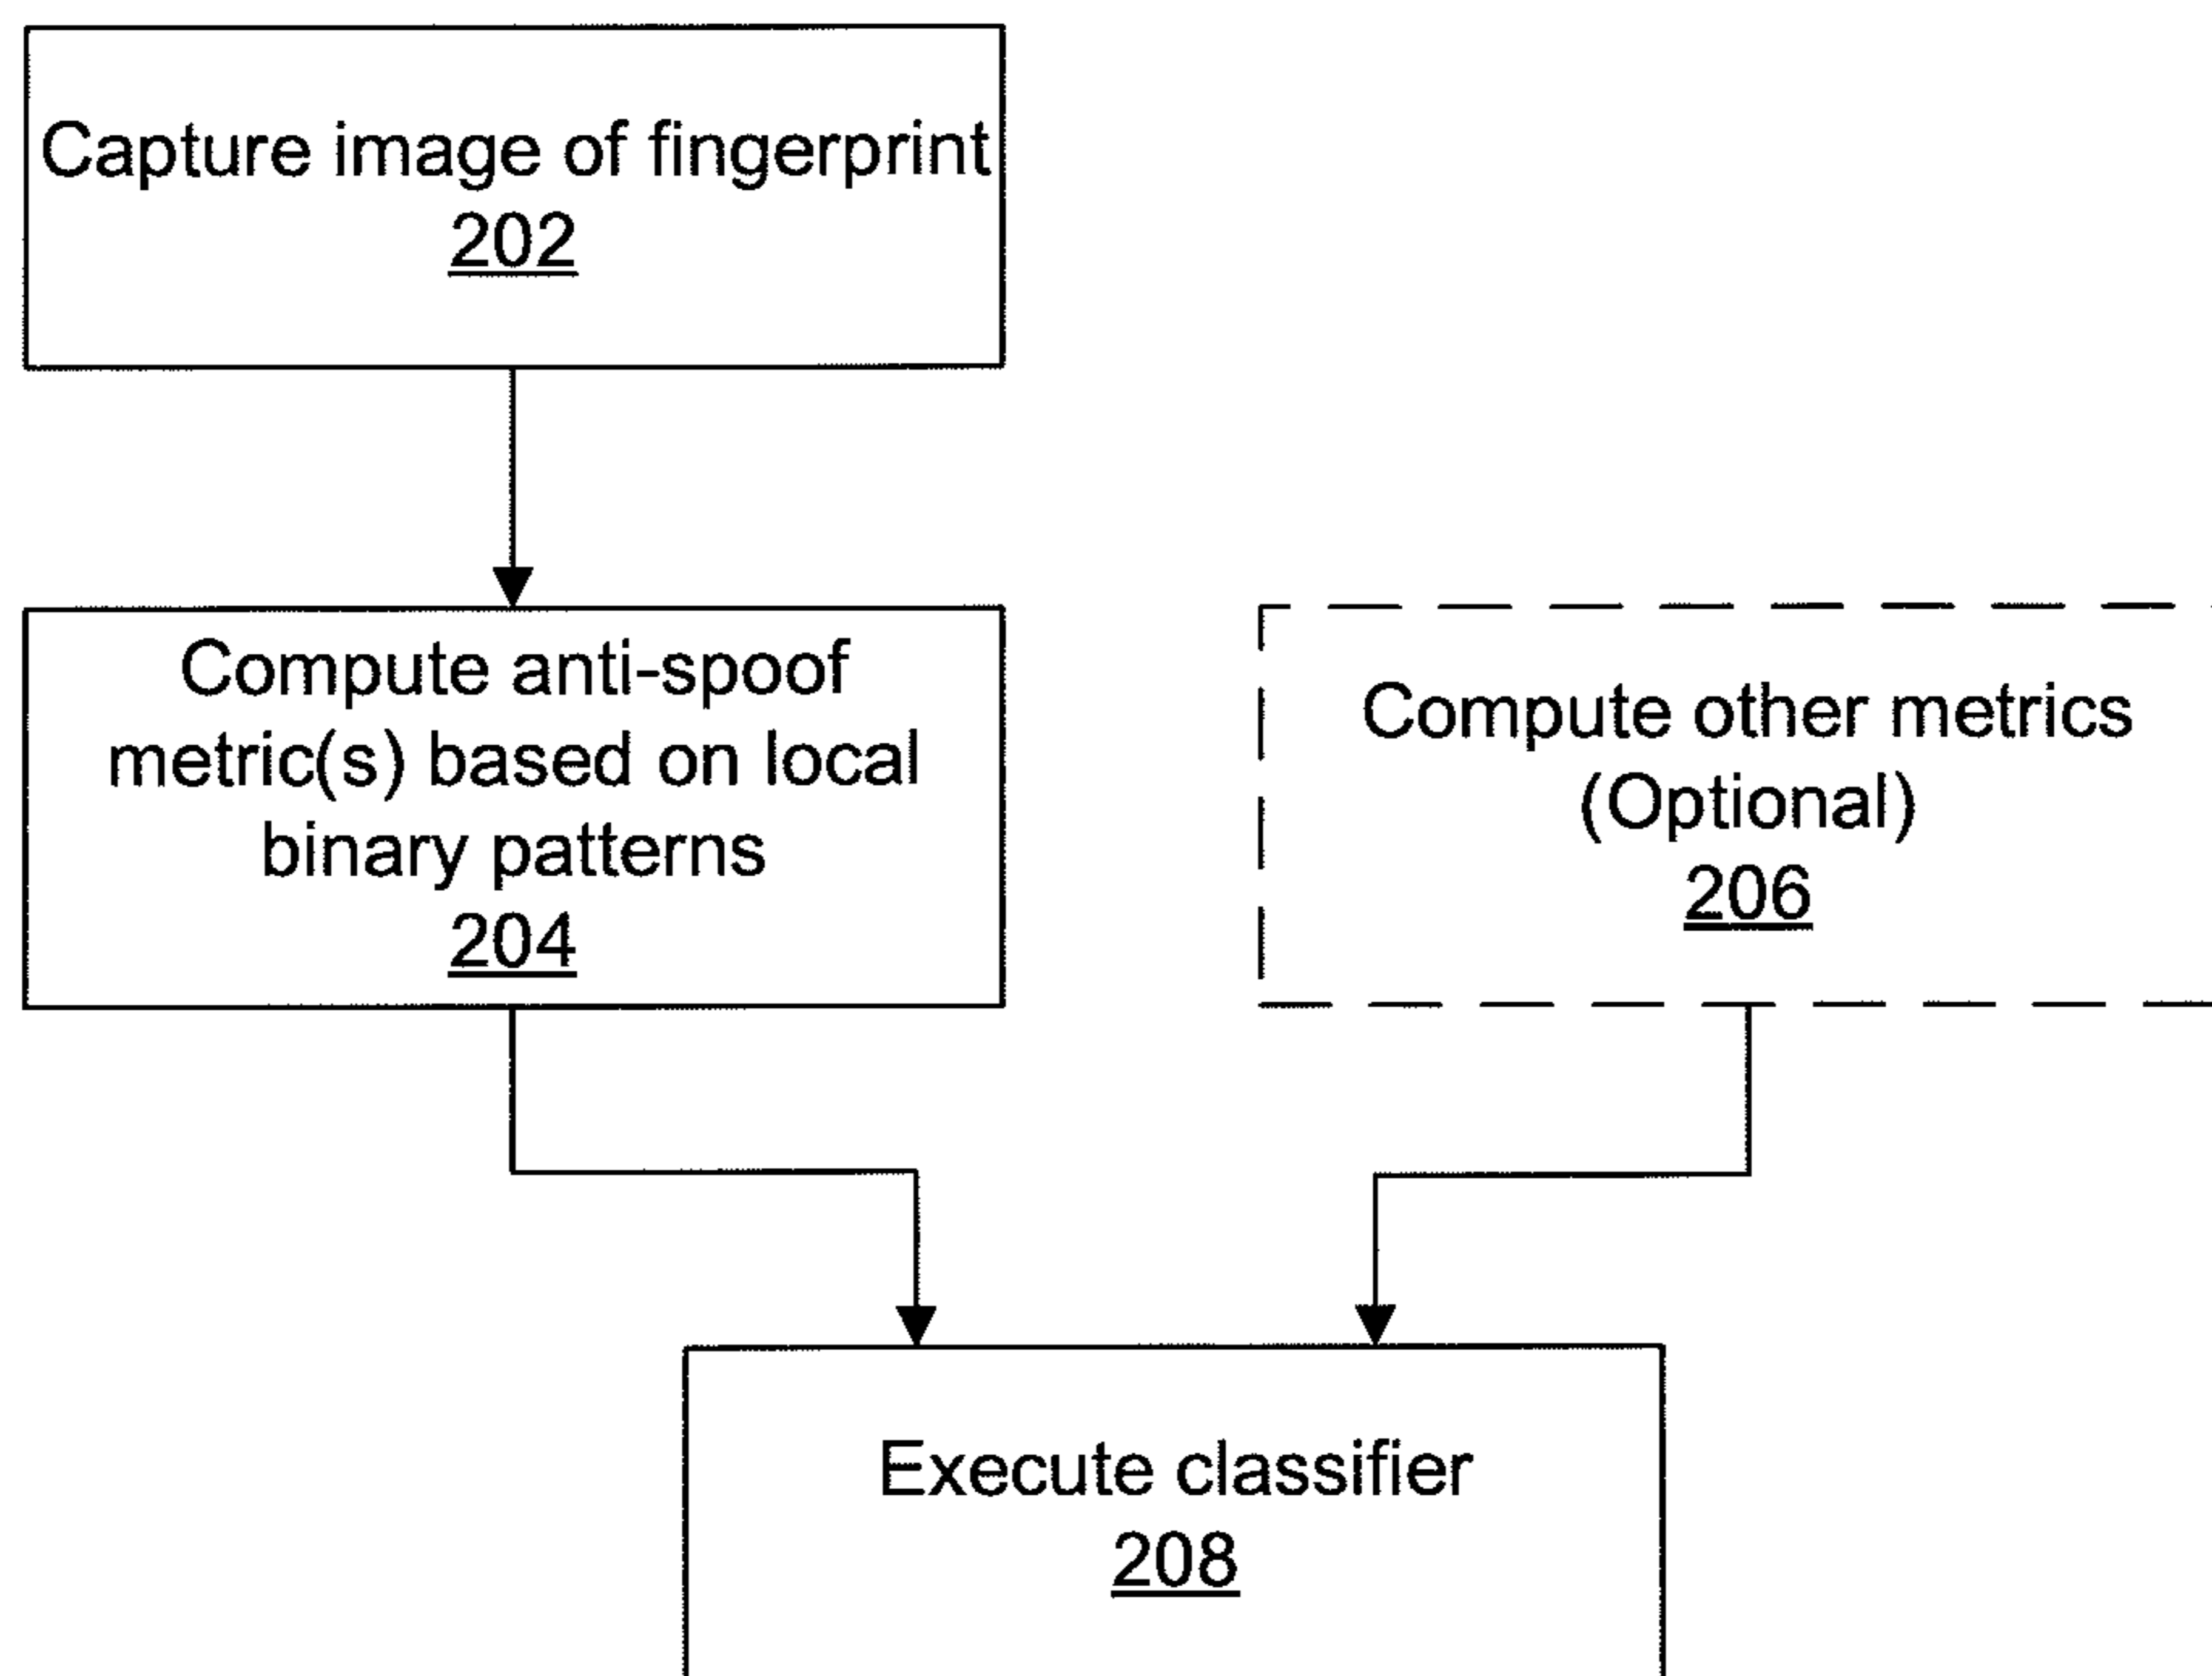 Capture image of fingerprint
202
Compute anti-spoof
metric(s) based on local
binary patterns
204
Compute other metrics
(Optional)
206
Execute classifier
208